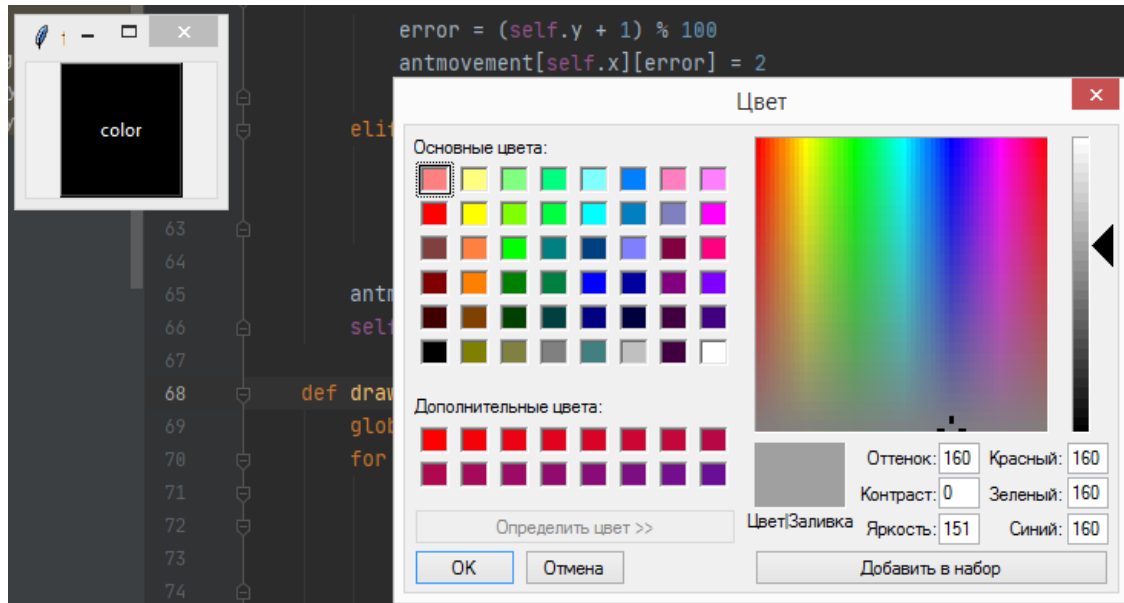 error = (self.y + 1) % 100
antmovement[self.x][error] = 2
color
elif
63
64
65 antm
66 self
67
68 def draw
69 glob
70 for
71
72
73
74
Цвет
Основные цвета:
Дополнительные цвета:
Определить цвет >>
OK Отмена
Цвет|Заливка
Оттенок: 160 Красный: 160
Контраст: 0 Зеленый: 160
Яркость: 151 Синий: 160
Добавить в набор